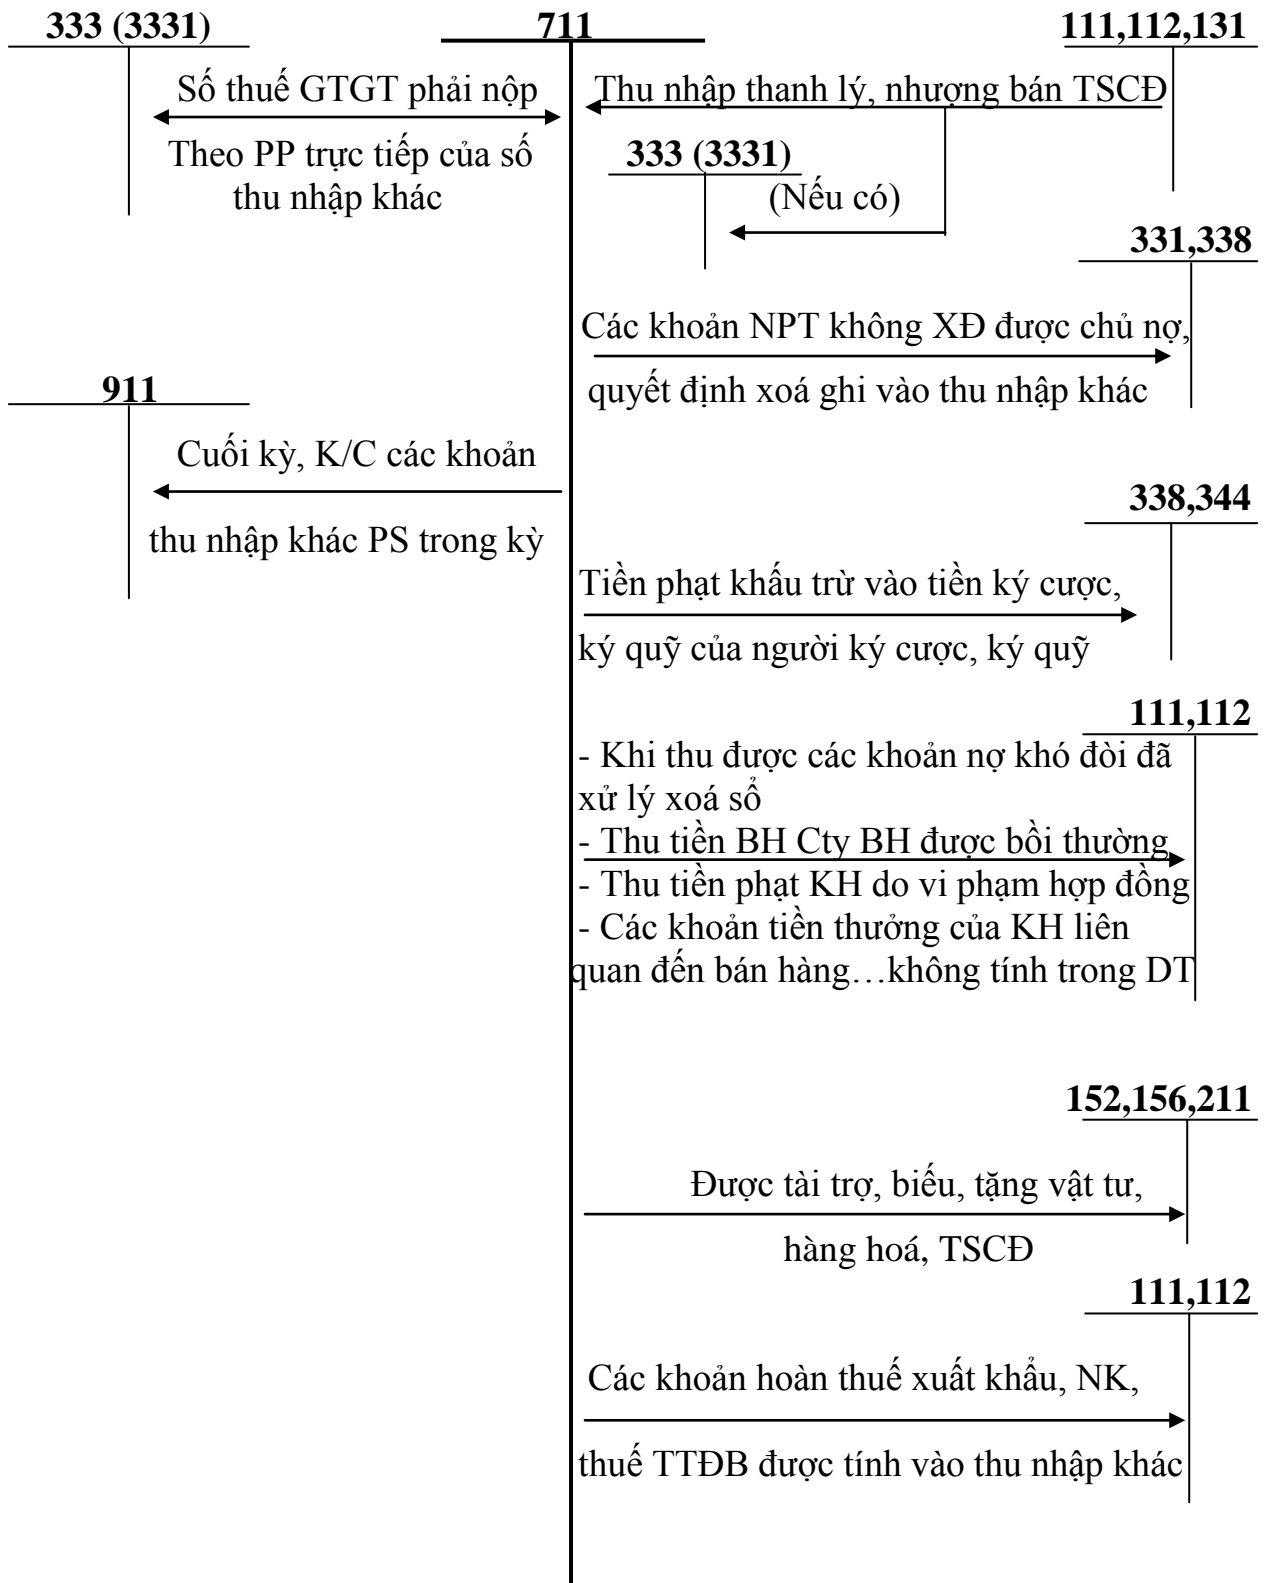 333 (3331)
711
111,112,131
Số thuế GTGT phải nộp
Theo PP trực tiếp của số
thu nhập khác
Thu nhập thanh lý, nhượng bán TSCĐ
333 (3331)
(Nếu có)
331,338
Các khoản NPT không XĐ được chủ nợ,
quyết định xoá ghi vào thu nhập khác
911
Cuối kỳ, K/C các khoản
thu nhập khác PS trong kỳ
338,344
Tiền phạt khấu trừ vào tiền ký cược,
ký quỹ của người ký cược, ký quỹ
111,112
- Khi thu được các khoản nợ khó đòi đã
xử lý xoá sổ
- Thu tiền BH Cty BH được bồi thường
- Thu tiền phạt KH do vi phạm hợp đồng
- Các khoản tiền thưởng của KH liên
quan đến bán hàng…không tính trong DT
152,156,211
Được tài trợ, biếu, tặng vật tư,
hàng hoá, TSCĐ
111,112
Các khoản hoàn thuế xuất khẩu, NK,
thuế TTĐB được tính vào thu nhập khác